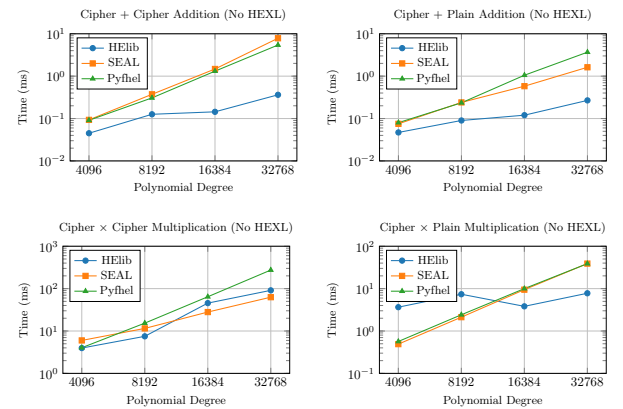 Cipher + Cipher Addition (No HEXL)
Time (ms)
10^1
10^0
10^−1
10^−2
HElib
SEAL
Pyfhel
4096 8192 16384 32768
Polynomial Degree
Cipher + Plain Addition (No HEXL)
Time (ms)
10^1
10^0
10^−1
10^−2
HElib
SEAL
Pyfhel
4096 8192 16384 32768
Polynomial Degree
Cipher × Cipher Multiplication (No HEXL)
Time (ms)
10^3
10^2
10^1
10^0
HElib
SEAL
Pyfhel
4096 8192 16384 32768
Polynomial Degree
Cipher × Plain Multiplication (No HEXL)
Time (ms)
10^2
10^1
10^0
10^−1
HElib
SEAL
Pyfhel
4096 8192 16384 32768
Polynomial Degree